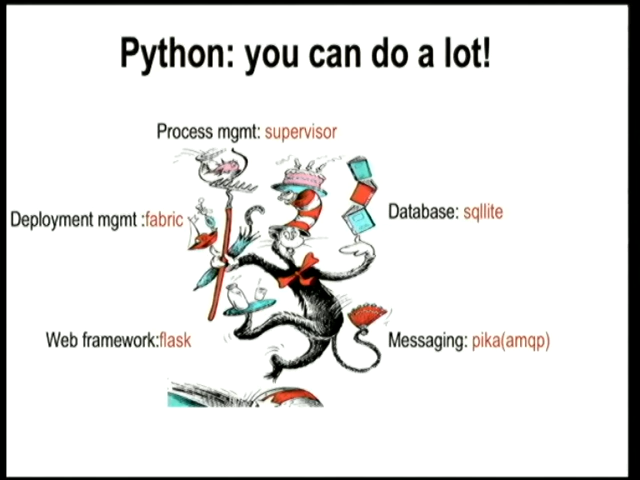 Python: you can do a lot!
Process mgmt: supervisor
Deployment mgmt :fabric
Database: sqllite
Web framework:flask
Messaging: pika(amqp)